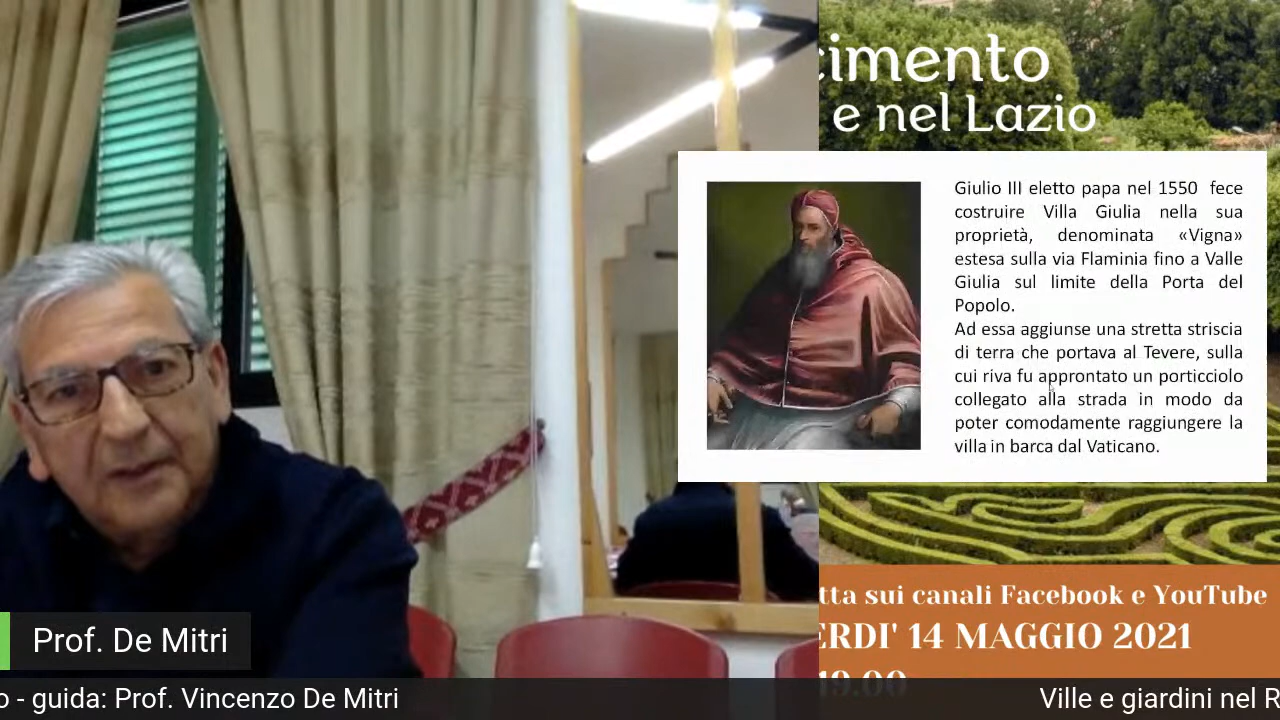 cimento
e nel Lazio
Giulio III eletto papa nel 1550 fece
costruire Villa Giulia nella sua
proprietà, denominata «Vigna»
estesa sulla via Flaminia fino a Valle
Giulia sul limite della Porta del
Popolo.
Ad essa aggiunse una stretta striscia
di terra che portava al Tevere, sulla
cui riva fu approntato un porticciolo
collegato alla strada in modo da
poter comodamente raggiungere la
villa in barca dal Vaticano.
tta sui canali Facebook e YouTube
ERDI' 14 MAGGIO 2021
19.00
Prof. De Mitri
o - guida: Prof. Vincenzo De Mitri
Ville e giardini nel R